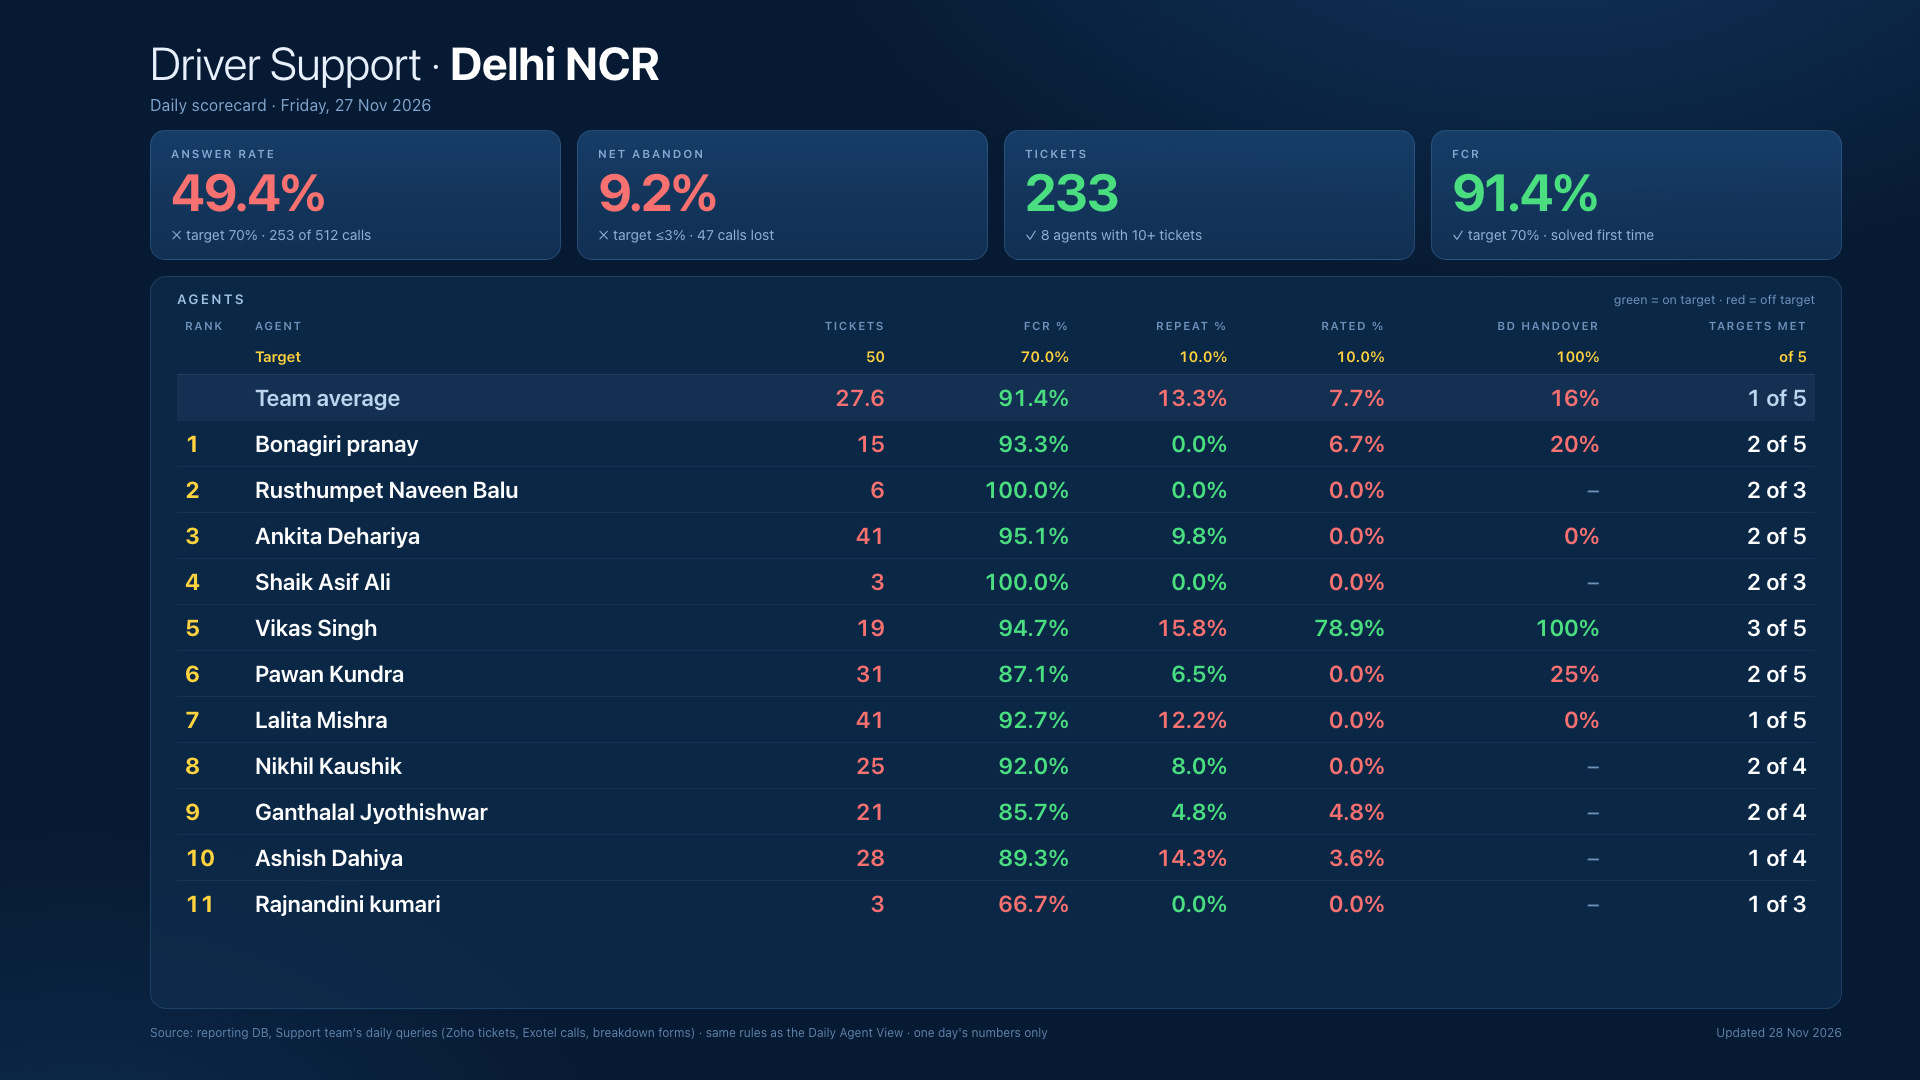 Driver Support · Delhi NCR
Daily scorecard · Friday, 27 Nov 2026
ANSWER RATE
49.4%
✕ target 70% · 253 of 512 calls
NET ABANDON
9.2%
✕ target ≤3% · 47 calls lost
TICKETS
233
✓ 8 agents with 10+ tickets
FCR
91.4%
✓ target 70% · solved first time
AGENTS green = on target · red = off target
RANK AGENT TICKETS FCR % REPEAT % RATED % BD HANDOVER TARGETS MET
Target 50 70.0% 10.0% 10.0% 100% of 5
Team average 27.6 91.4% 13.3% 7.7% 16% 1 of 5
1 Bonagiri pranay 15 93.3% 0.0% 6.7% 20% 2 of 5
2 Rusthumpet Naveen Balu 6 100.0% 0.0% 0.0% – 2 of 3
3 Ankita Dehariya 41 95.1% 9.8% 0.0% 0% 2 of 5
4 Shaik Asif Ali 3 100.0% 0.0% 0.0% – 2 of 3
5 Vikas Singh 19 94.7% 15.8% 78.9% 100% 3 of 5
6 Pawan Kundra 31 87.1% 6.5% 0.0% 25% 2 of 5
7 Lalita Mishra 41 92.7% 12.2% 0.0% 0% 1 of 5
8 Nikhil Kaushik 25 92.0% 8.0% 0.0% – 2 of 4
9 Ganthalal Jyothishwar 21 85.7% 4.8% 4.8% – 2 of 4
10 Ashish Dahiya 28 89.3% 14.3% 3.6% – 1 of 4
11 Rajnandini kumari 3 66.7% 0.0% 0.0% – 1 of 3
Source: reporting DB, Support team's daily queries (Zoho tickets, Exotel calls, breakdown forms) · same rules as the Daily Agent View · one day's numbers only Updated 28 Nov 2026